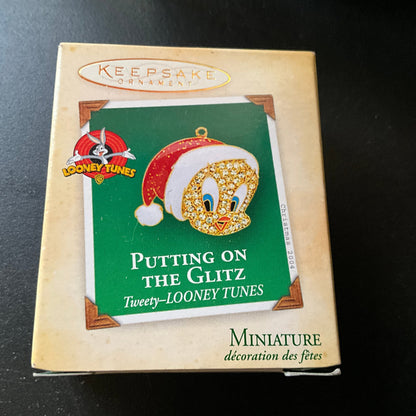 KEEPSAKE
ORNAMENT
LOONEY TUNES
Christmas 2004
PUTTING ON
THE GLITZ
Tweety–LOONEY TUNES
MINIATURE
décoration des fêtes